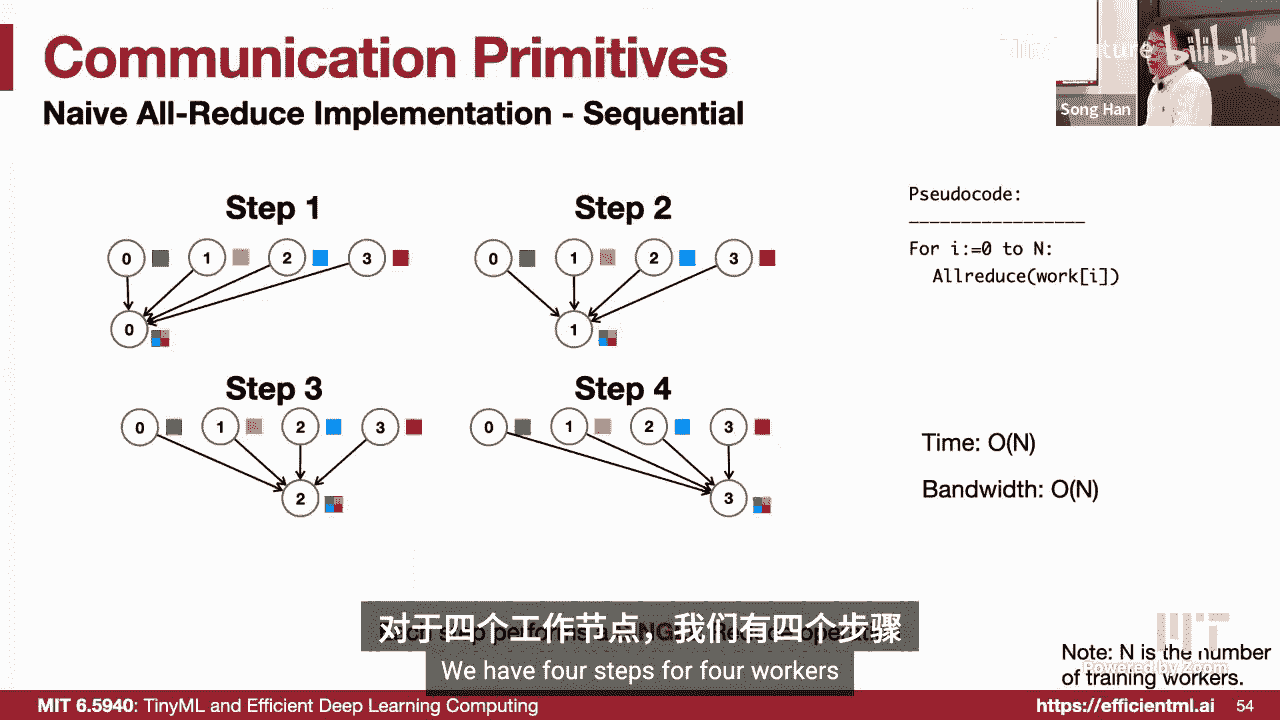 Communication Primitives
Naive All-Reduce Implementation - Sequential
bilibili
Song Han
Step 1
0 1 2 3
0
Step 2
0 1 2 3
1
Step 3
0 1 2 3
2
Step 4
0 1 2 3
3
Pseudocode:
-----------------
For i:=0 to N:
Allreduce(work[i])
Time: O(N)
Bandwidth: O(N)
对于四个工作节点，我们有四个步骤
We have four steps for four workers
Note: N is the number
of training workers.
Powered by Zoom
MIT 6.5940: TinyML and Efficient Deep Learning Computing
https://efficientml.ai
54